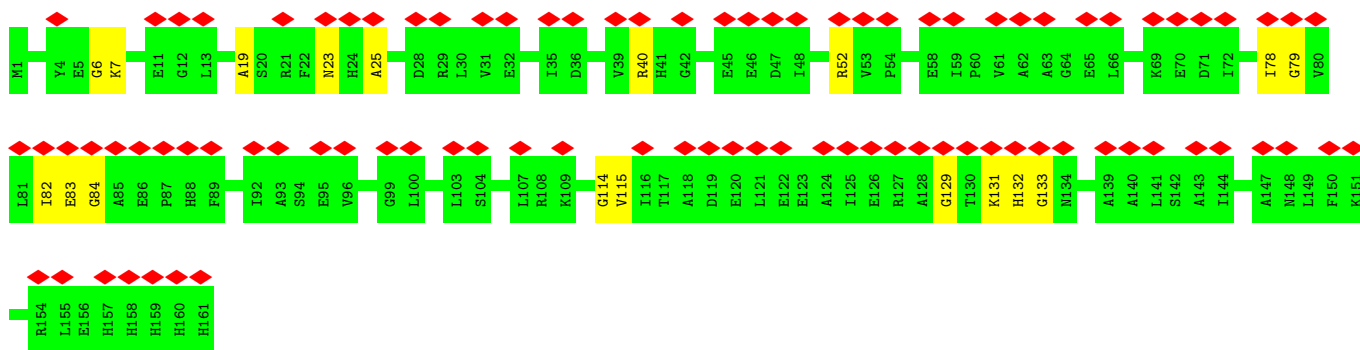 M1 Y4 E5 G6 K7 E11 G12 L13 A19 S20 R21 F22 N23 H24 A25 D28 R29 L30 V31 E32 I35 D36 V39 R40 H41 G42 E45 E46 D47 I48 R52 V53 P54 E58 I59 P60 V61 A62 A63 G64 E65 L66 K69 E70 D71 I72 I78 G79 V80
L81 I82 E83 G84 A85 E86 P87 H88 F89 I92 A93 S94 E95 V96 G99 L100 L103 S104 L107 R108 K109 G114 V115 I116 T117 A118 D119 E120 L121 E122 E123 A124 I125 E126 R127 A128 G129 T130 K131 H132 G133 N134 A139 A140 L141 S142 A143 I144 A147 N148 L149 F150 K151
R154 L155 E156 H157 H158 H159 H160 H161